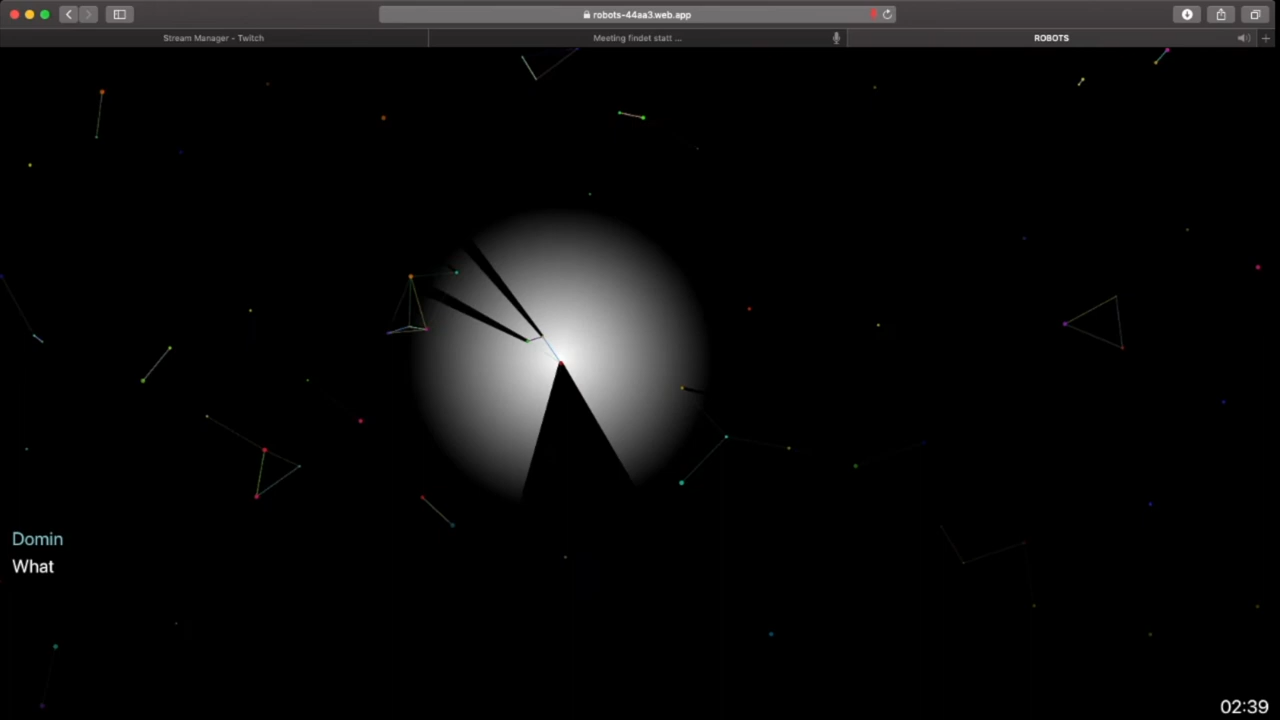 robots-44aa3.web.app
Stream Manager - Twitch
Meeting findet statt ...
ROBOTS
Domin
What
02:39